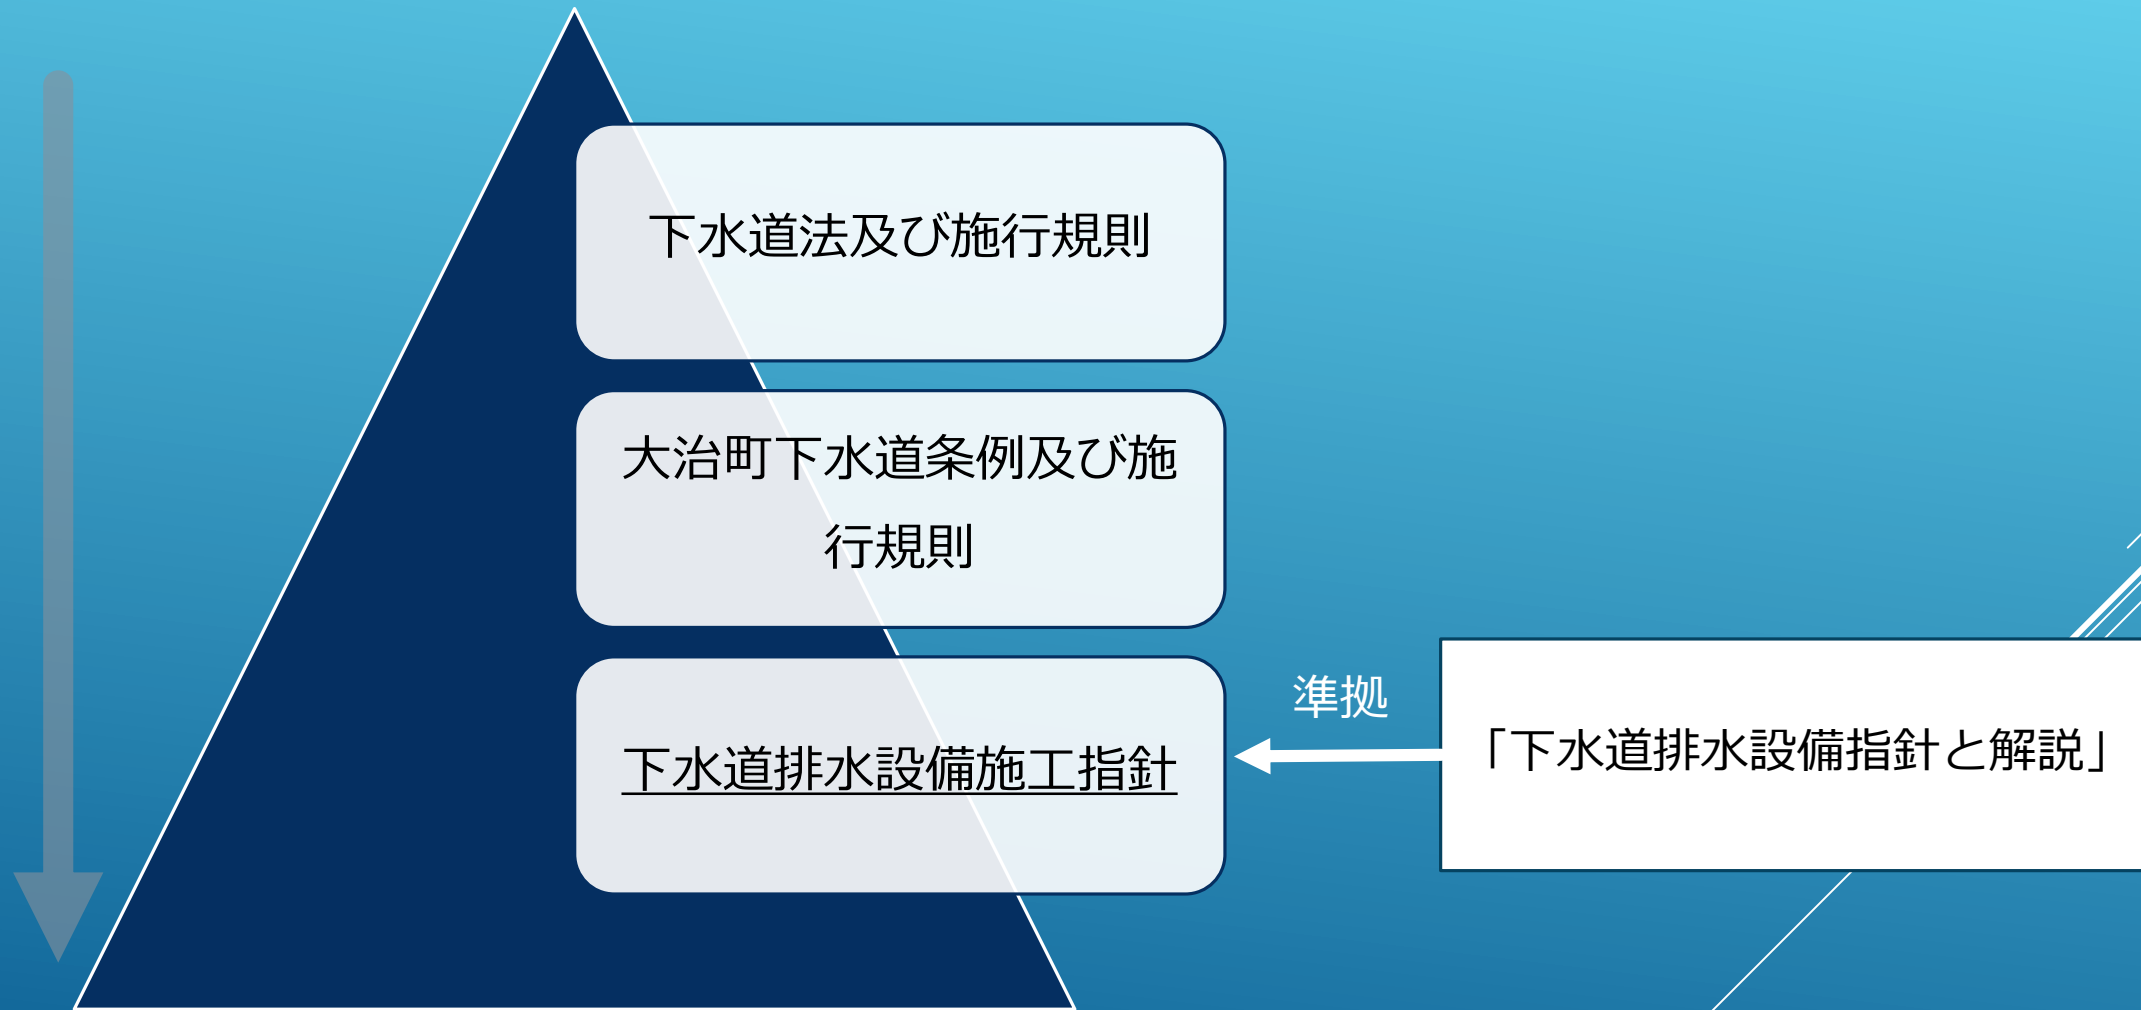 下水道法及び施行規則
大治町下水道条例及び施
行規則
下水道排水設備施工指針
準拠
「下水道排水設備指針と解説」